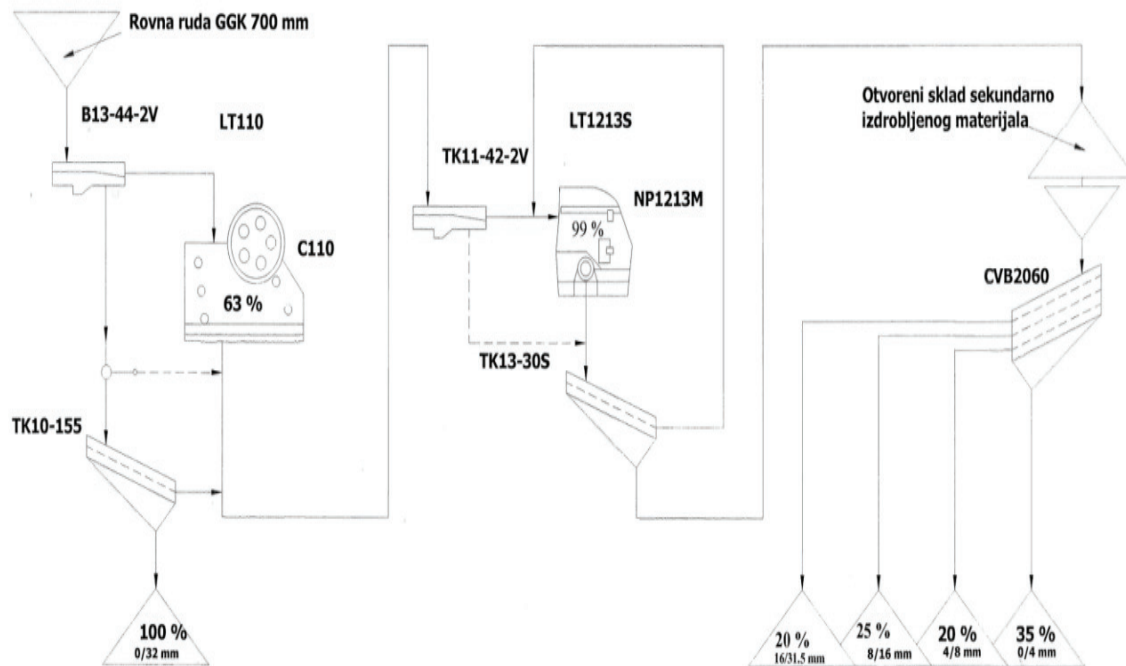 Rovna ruda GGK 700 mm
B13-44-2V
LT110
C110
63 %
TK10-155
100 %
0/32 mm
TK11-42-2V
LT1213S
NP1213M
99 %
TK13-30S
Otvoreni sklad sekundarno
izdrobljenog materijala
CVB2060
20 %
16/31.5 mm
25 %
8/16 mm
20 %
4/8 mm
35 %
0/4 mm